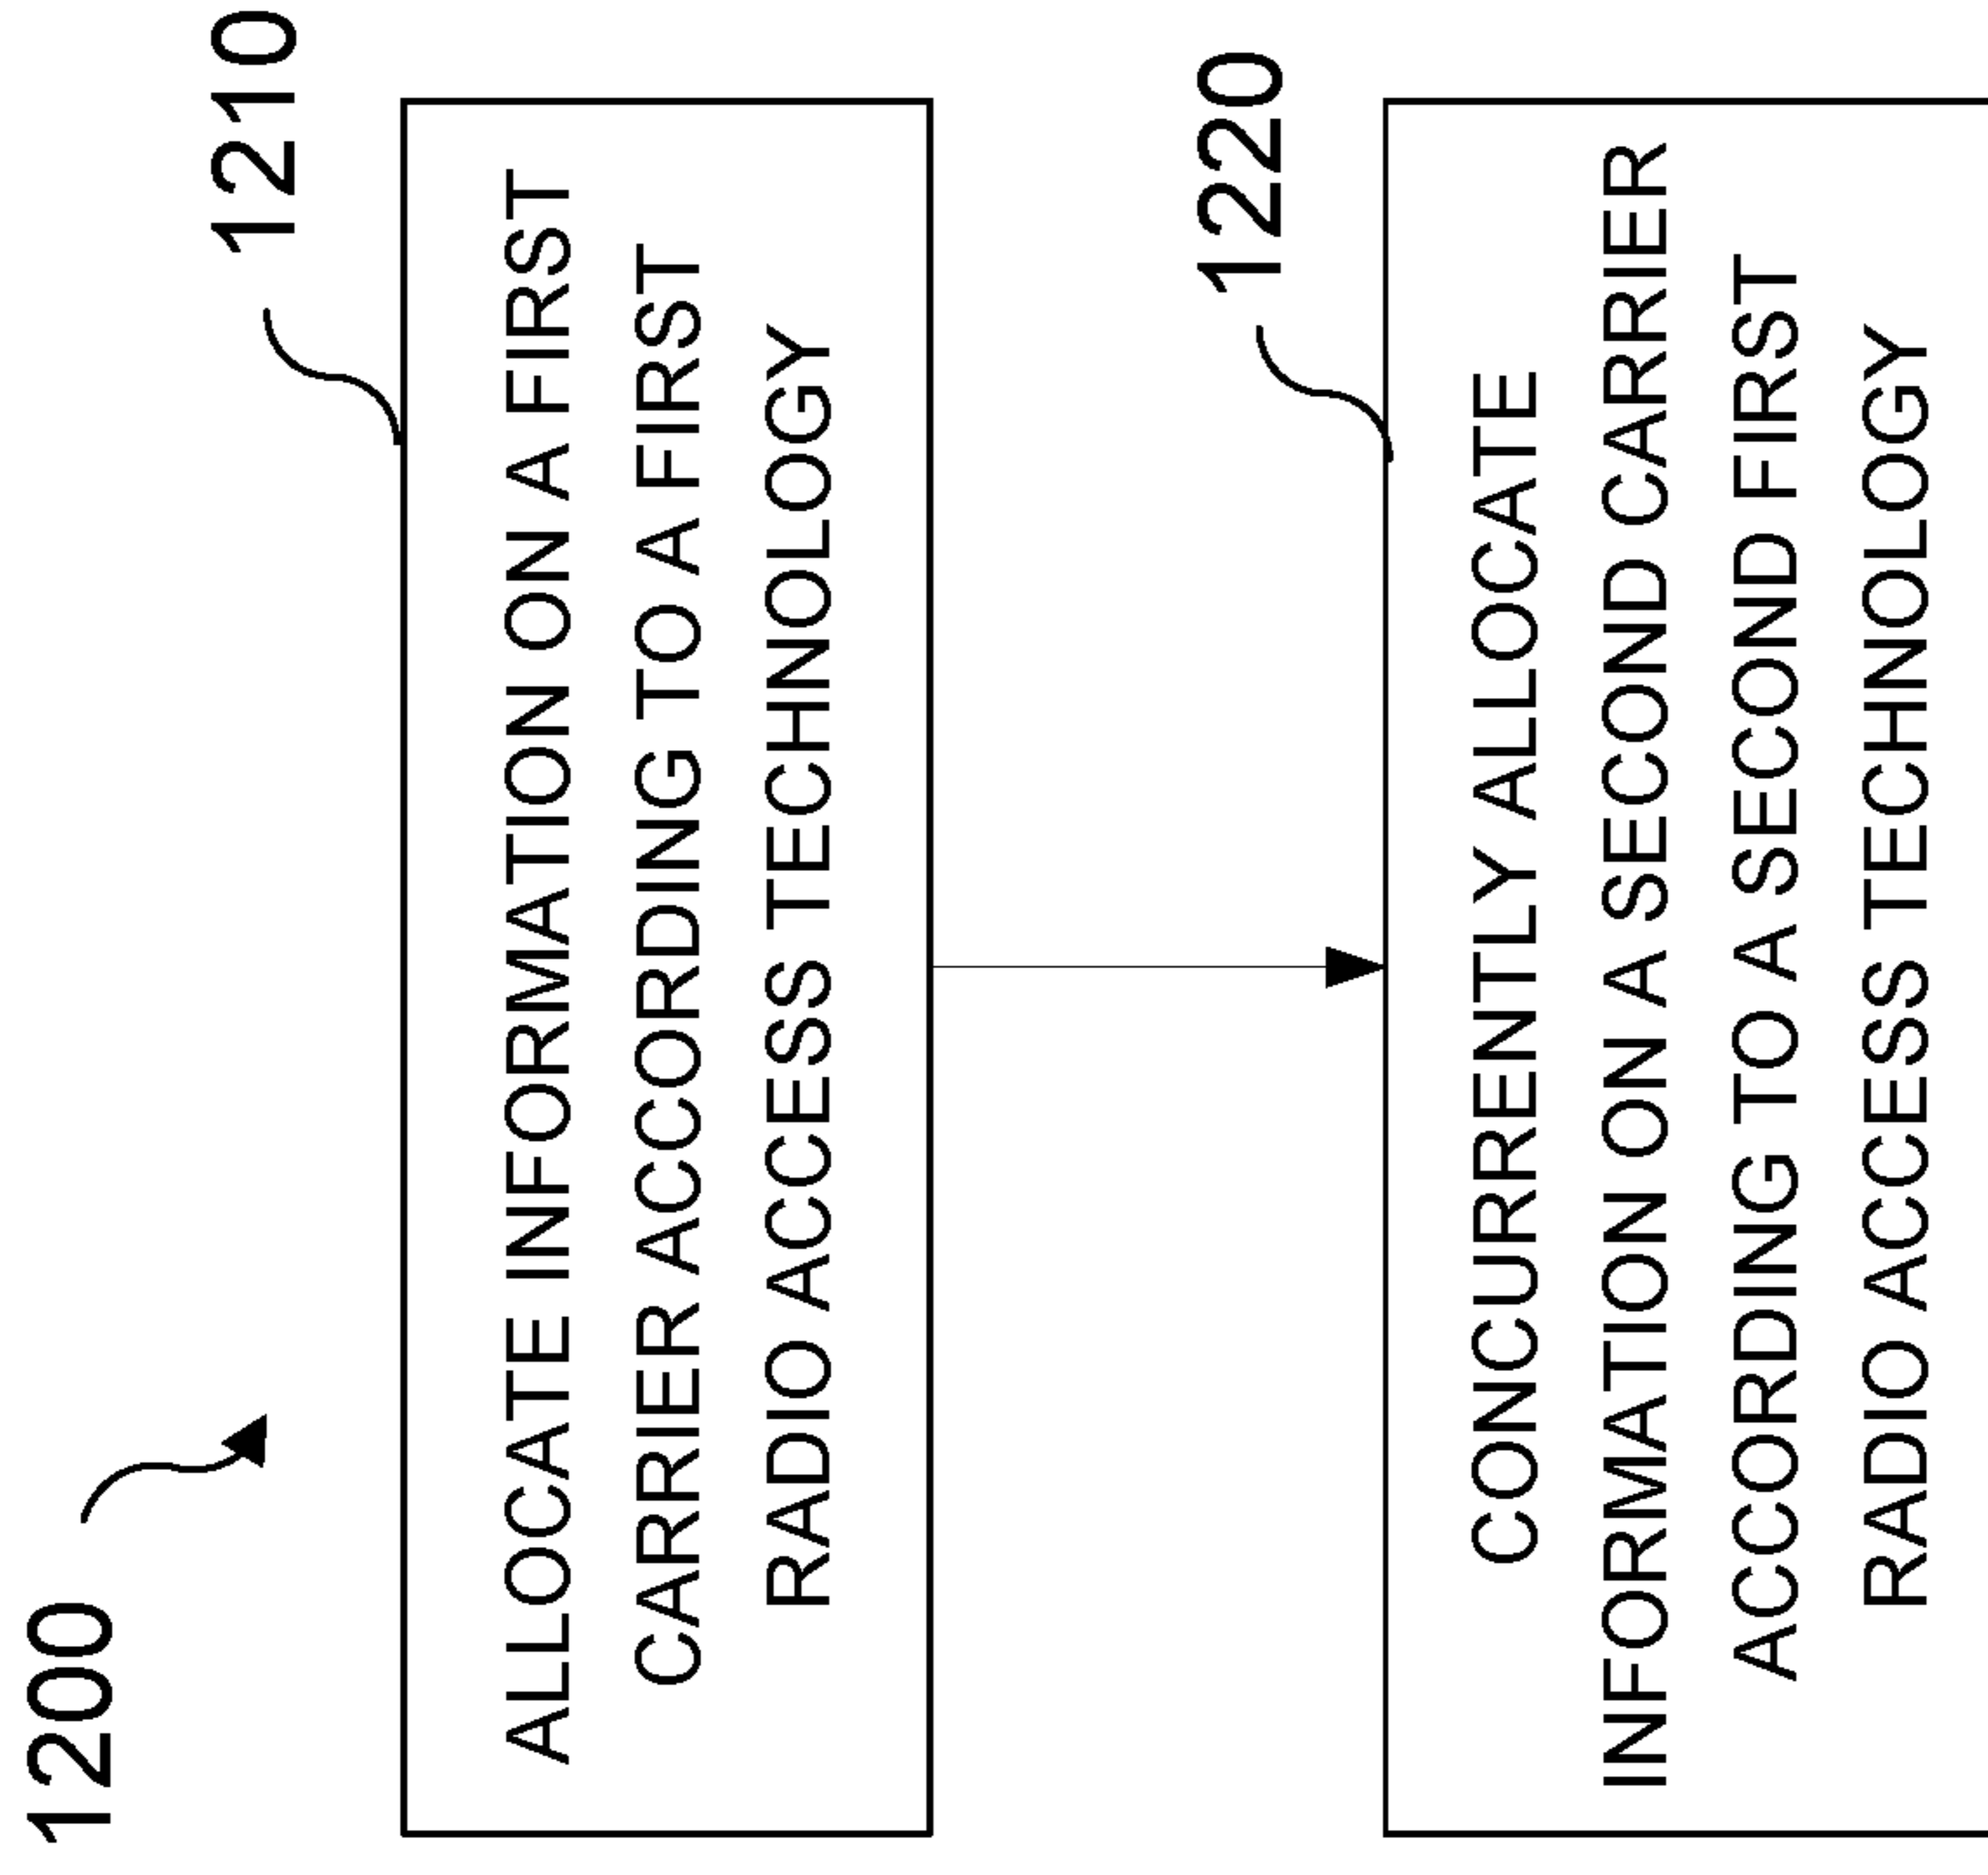 1200
1210
ALLOCATE INFORMATION ON A FIRST
CARRIER ACCORDING TO A FIRST
RADIO ACCESS TECHNOLOGY
1220
CONCURRENTLY ALLOCATE
INFORMATION ON A SECOND CARRIER
ACCORDING TO A SECOND FIRST
RADIO ACCESS TECHNOLOGY